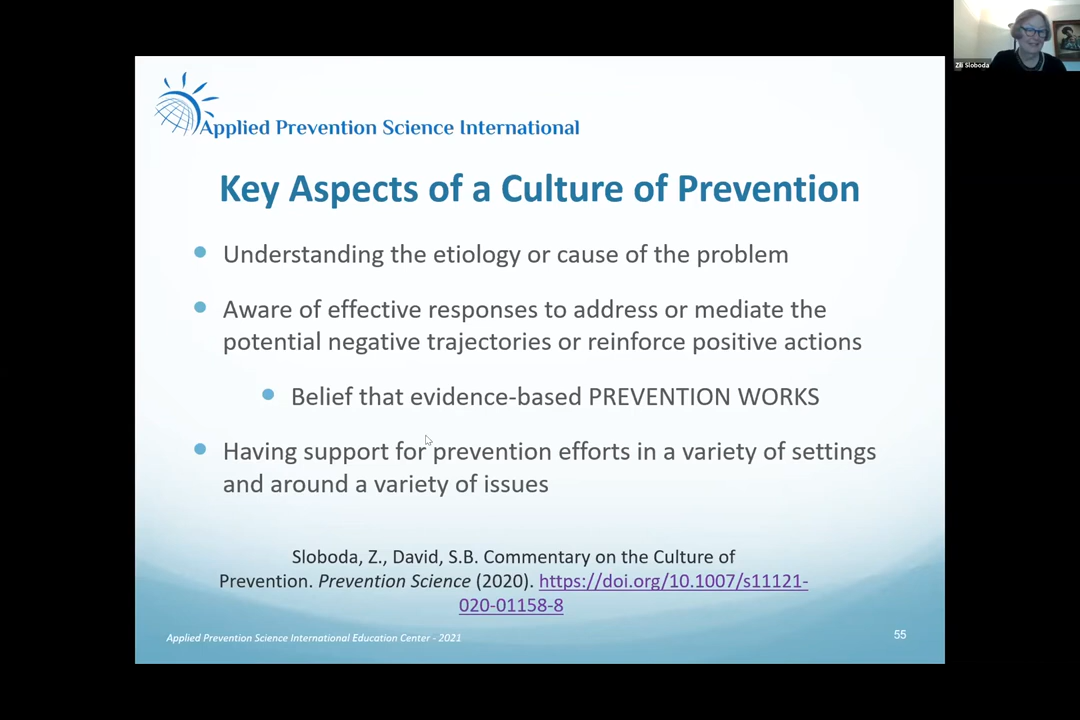 Zili Sloboda
Applied Prevention Science International
Key Aspects of a Culture of Prevention
Understanding the etiology or cause of the problem
Aware of effective responses to address or mediate the
potential negative trajectories or reinforce positive actions
Belief that evidence-based PREVENTION WORKS
Having support for prevention efforts in a variety of settings
and around a variety of issues
Sloboda, Z., David, S.B. Commentary on the Culture of
Prevention. Prevention Science (2020). https://doi.org/10.1007/s11121-
020-01158-8
Applied Prevention Science International Education Center - 2021
55